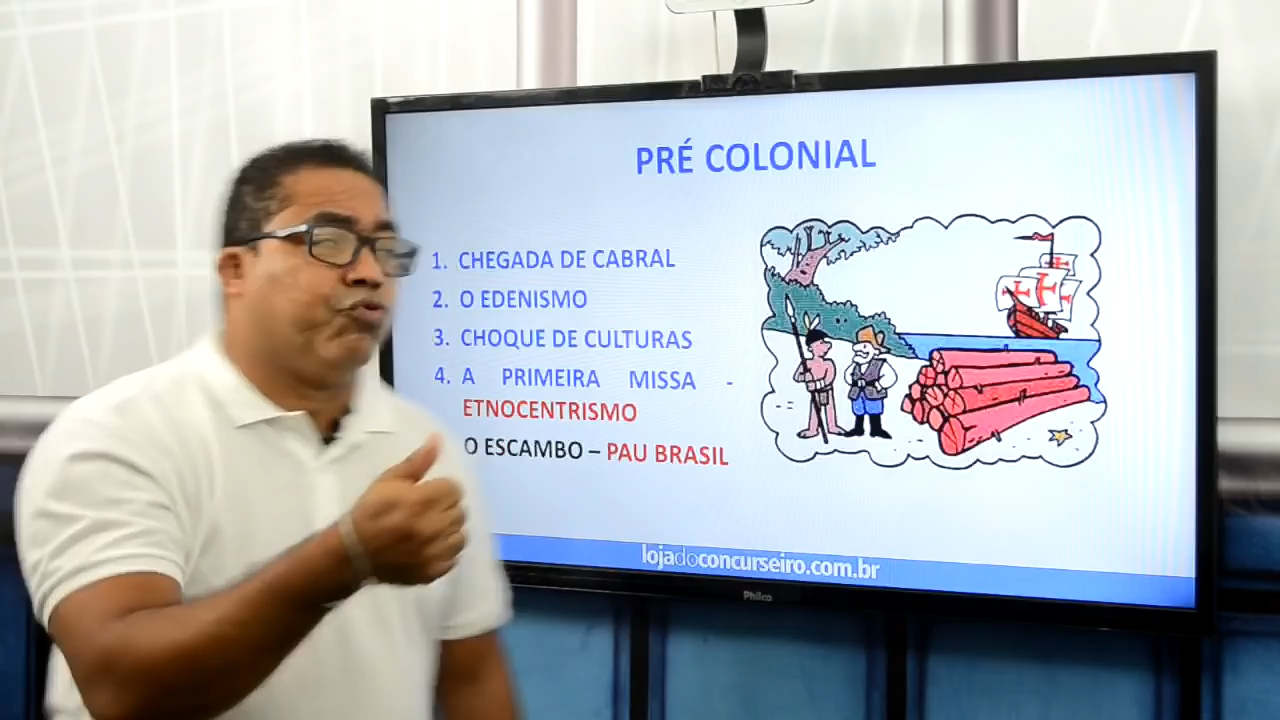 PRÉ COLONIAL
1. CHEGADA DE CABRAL
2. O EDENISMO
3. CHOQUE DE CULTURAS
4. A PRIMEIRA MISSA -
ETNOCENTRISMO
O ESCAMBO – PAU BRASIL
lojadoconcurseiro.com.br
Philco